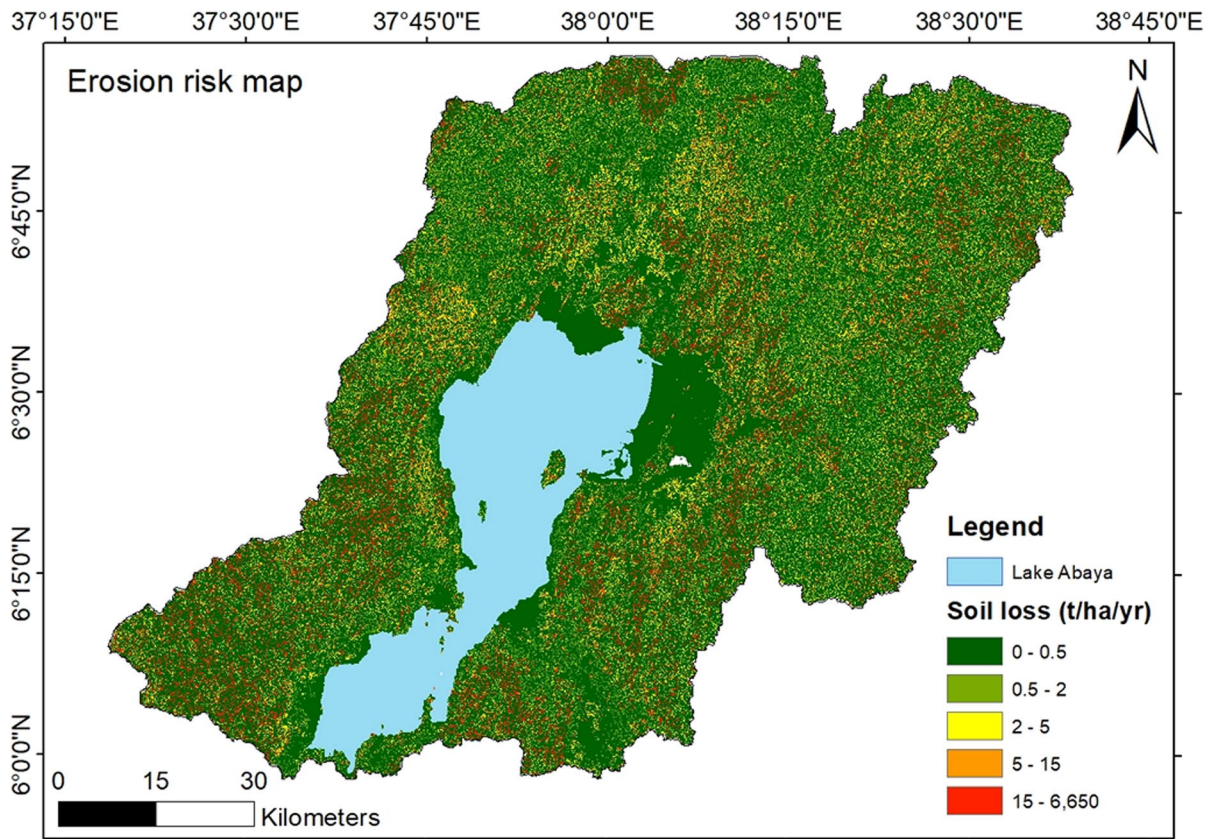 37°15'0"E 37°30'0"E 37°45'0"E 38°0'0"E 38°15'0"E 38°30'0"E 38°45'0"E
Erosion risk map
N
6°45'0"N
6°30'0"N
6°15'0"N
6°0'0"N
Legend
Lake Abaya
Soil loss (t/ha/yr)
0 - 0.5
0.5 - 2
2 - 5
5 - 15
15 - 6,650
0 15 30
Kilometers